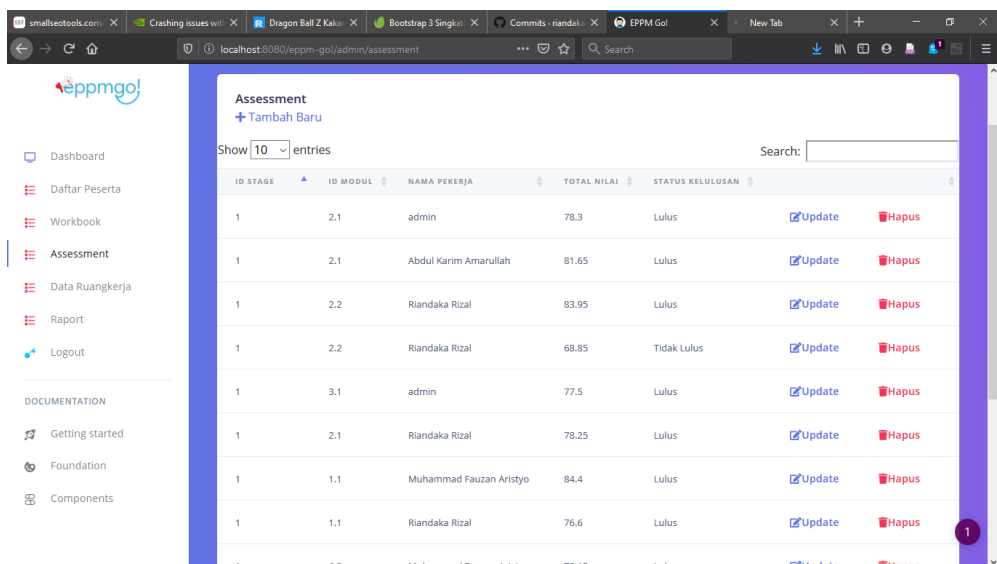 smallseotools.com/
Crashing issues wit
Dragon Ball Z Kaka
Bootstrap 3 Singkat
Commits · riandaka
EPPM Go!
New Tab
localhost:8080/eppm-go!/admin/assessment
Search
1
eppmgo!
Dashboard
Daftar Peserta
Workbook
Assessment
Data Ruangkerja
Raport
Logout
DOCUMENTATION
Getting started
Foundation
Components
Assessment
Tambah Baru
Show 10 entries
Search:
ID STAGE ID MODUL NAMA PEKERJA TOTAL NILAI STATUS KELULUSAN
1 2.1 admin 78.3 Lulus Update Hapus
1 2.1 Abdul Karim Amarullah 81.65 Lulus Update Hapus
1 2.2 Riandaka Rizal 83.95 Lulus Update Hapus
1 2.2 Riandaka Rizal 68.85 Tidak Lulus Update Hapus
1 3.1 admin 77.5 Lulus Update Hapus
1 2.1 Riandaka Rizal 78.25 Lulus Update Hapus
1 1.1 Muhammad Fauzan Aristyo 84.4 Lulus Update Hapus
1 1.1 Riandaka Rizal 76.6 Lulus Update Hapus
1